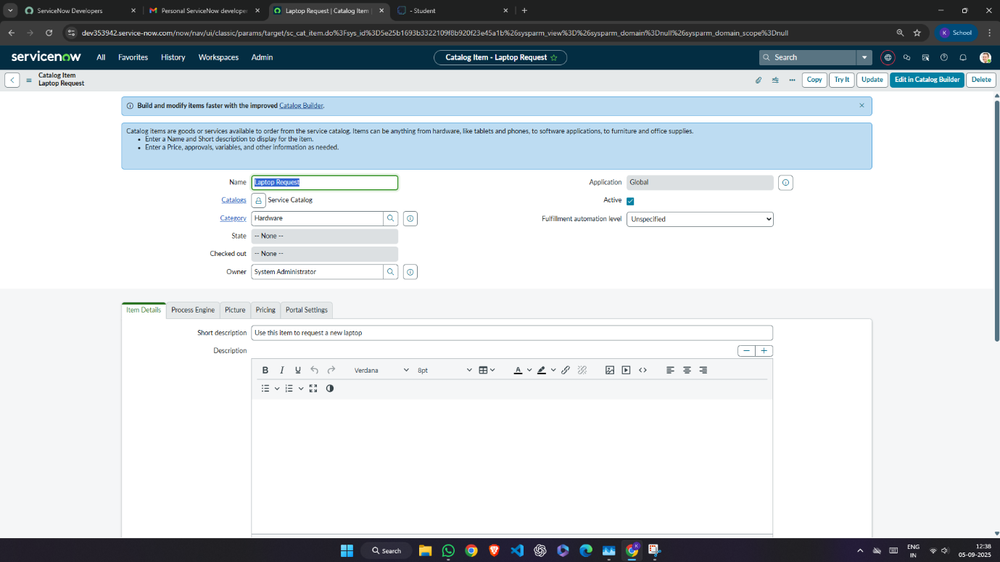 ServiceNow Developers
Personal ServiceNow develope
Laptop Request | Catalog Item |
- Student
dev353942.service-now.com/now/nav/ui/classic/params/target/sc_cat_item.do%3Fsys_id%3D5e25b1693b3322109f8b920f23e45a1b%26sysparm_view%3D%26sysparm_domain%3Dnull%26sysparm_domain_scope%3Dnull
K School
servicenow All Favorites History Workspaces Admin
Catalog Item - Laptop Request
Search
Catalog Item
Laptop Request
Copy Try It Update Edit in Catalog Builder Delete
Build and modify items faster with the improved Catalog Builder.
Catalog items are goods or services available to order from the service catalog. Items can be anything from hardware, like tablets and phones, to software applications, to furniture and office supplies.
• Enter a Name and Short description to display for the item.
• Enter a Price, approvals, variables, and other information as needed.
Name Laptop Request
Application Global
Catalogs Service Catalog
Active
Category Hardware
Fulfillment automation level Unspecified
State -- None --
Checked out -- None --
Owner System Administrator
Item Details Process Engine Picture Pricing Portal Settings
Short description Use this item to request a new laptop
Description
B I U Verdana 8pt A
Search
K
ENG
IN
12:38
05-09-2025